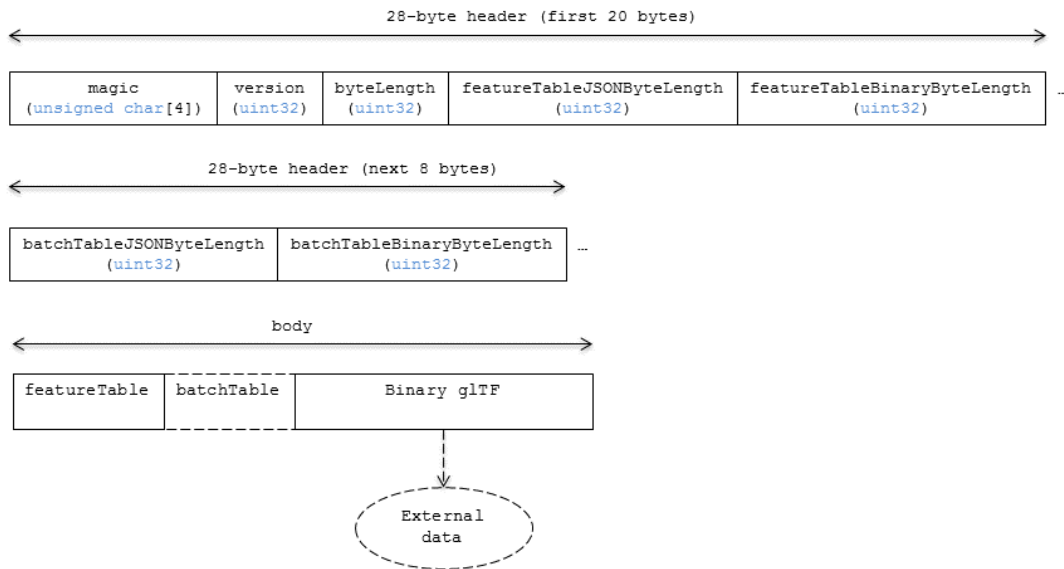 28-byte header (first 20 bytes)
magic version byteLength featureTableJSONByteLength featureTableBinaryByteLength
(unsigned char[4]) (uint32) (uint32) (uint32) (uint32) …
28-byte header (next 8 bytes)
batchTableJSONByteLength batchTableBinaryByteLength …
(uint32) (uint32)
body
featureTable batchTable Binary glTF
External
data